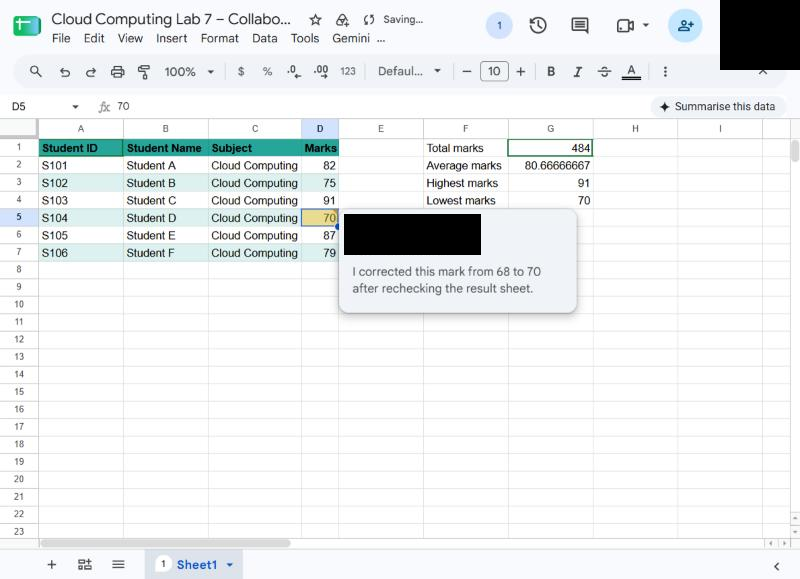 Cloud Computing Lab 7 – Collabo...
Saving...
1
File Edit View Insert Format Data Tools Gemini ...
100% $ % .0 .00 123 Defaul... − 10 + B I S A
D5 fx 70 Summarise this data
A B C D E F G H I
1 Student ID Student Name Subject Marks Total marks 484
2 S101 Student A Cloud Computing 82 Average marks 80.66666667
3 S102 Student B Cloud Computing 75 Highest marks 91
4 S103 Student C Cloud Computing 91 Lowest marks 70
5 S104 Student D Cloud Computing 70
6 S105 Student E Cloud Computing 87
7 S106 Student F Cloud Computing 79
I corrected this mark from 68 to 70
after rechecking the result sheet.
8
9
10
11
12
13
14
15
16
17
18
19
20
21
22
23
+ 1 Sheet1